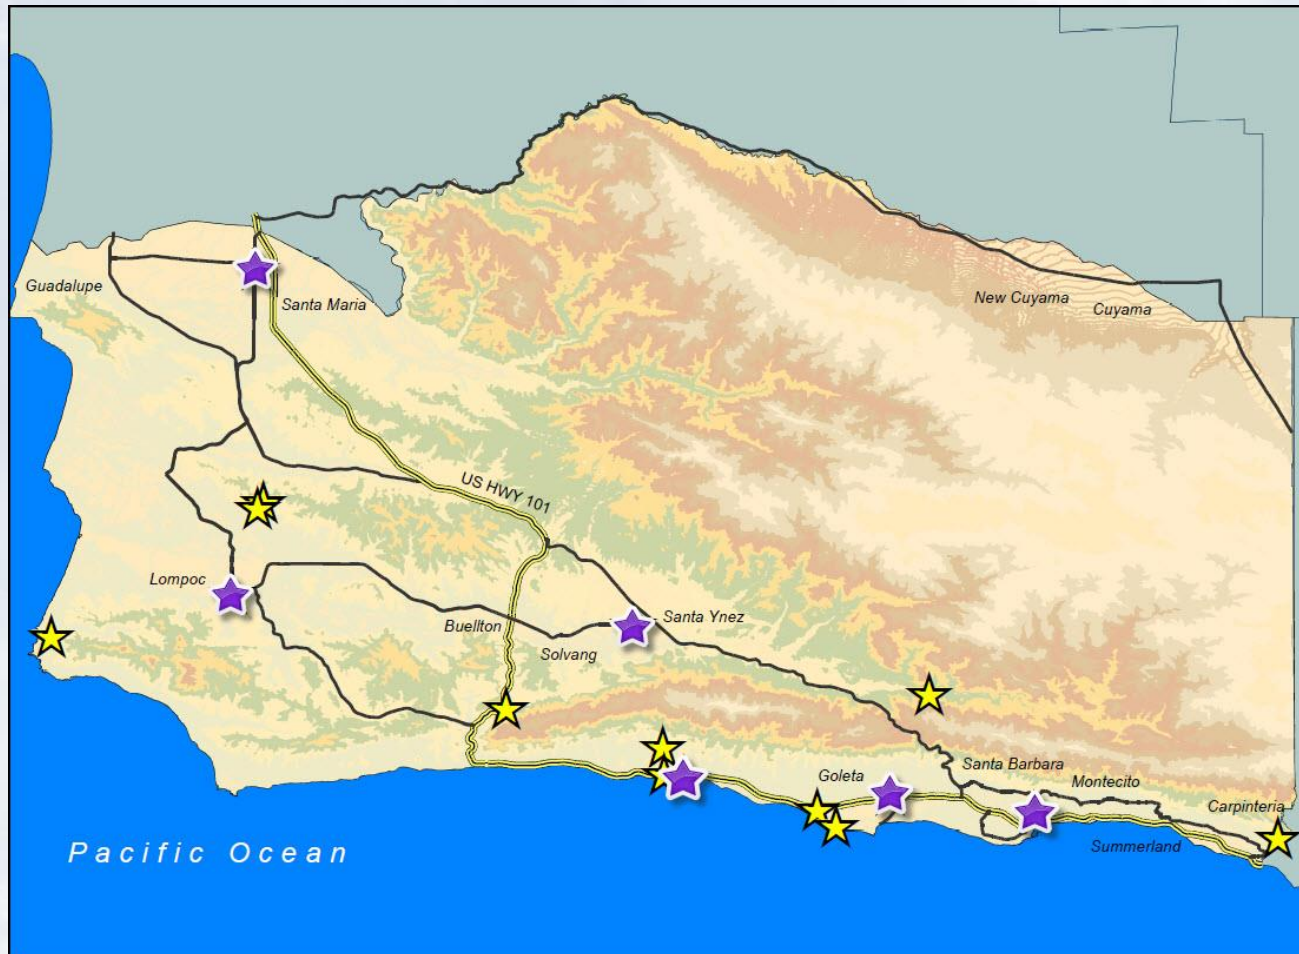 New Cuyama
Guadalupe
Santa Maria
Cuyama
US HWY 101
Lompoc
Santa Ynez
Buellton
Solvang
Santa Barbara
Goleta
Montecito
Carpinteria
Summerland
Pacific Ocean